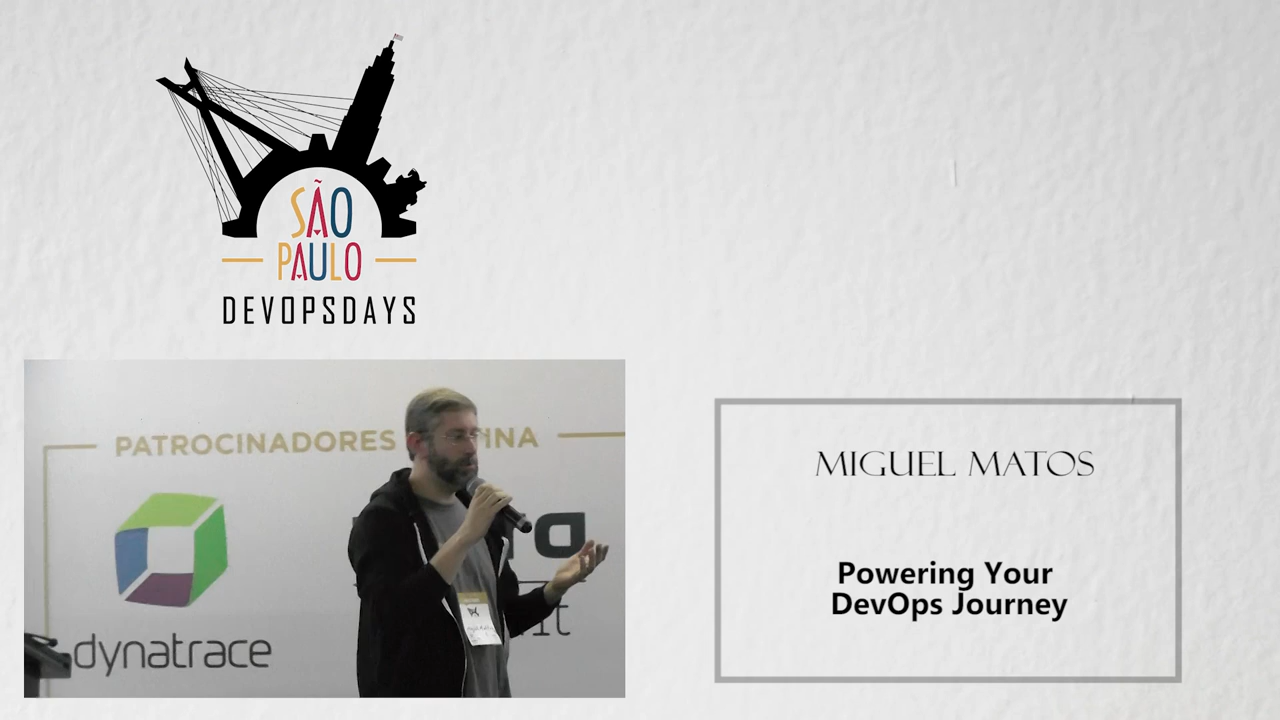 SÃO
PAULO
DEVOPSDAYS
PATROCINADORES
dynatrace
MIGUEL MATOS
Powering Your
DevOps Journey